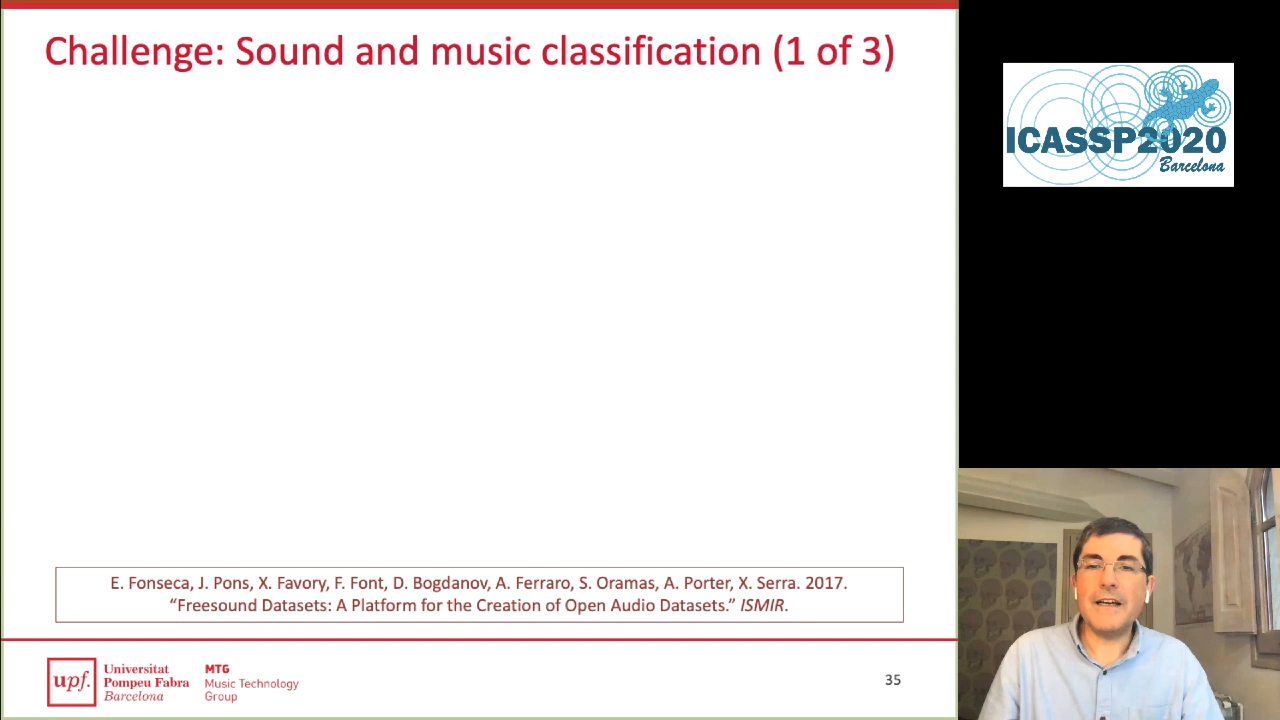 Challenge: Sound and music classification (1 of 3)
ICASSP2020
Barcelona
E. Fonseca, J. Pons, X. Favory, F. Font, D. Bogdanov, A. Ferraro, S. Oramas, A. Porter, X. Serra. 2017.
“Freesound Datasets: A Platform for the Creation of Open Audio Datasets.” ISMIR.
upf.
Universitat
Pompeu Fabra
Barcelona
MTG
Music Technology
Group
35